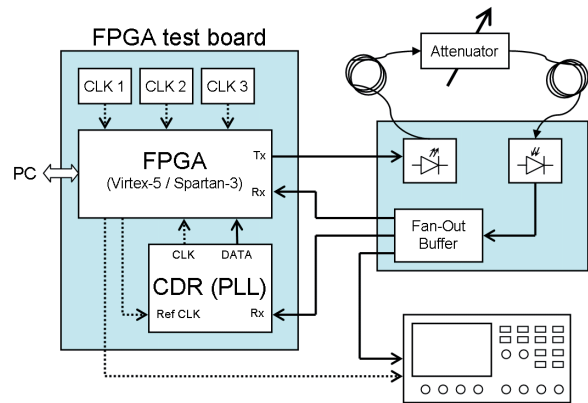 FPGA test board
CLK 1
CLK 2
CLK 3
FPGA
(Virtex-5 / Spartan-3)
Tx
Rx
PC
CLK
DATA
CDR (PLL)
Ref CLK
Rx
Attenuator
Fan-Out
Buffer